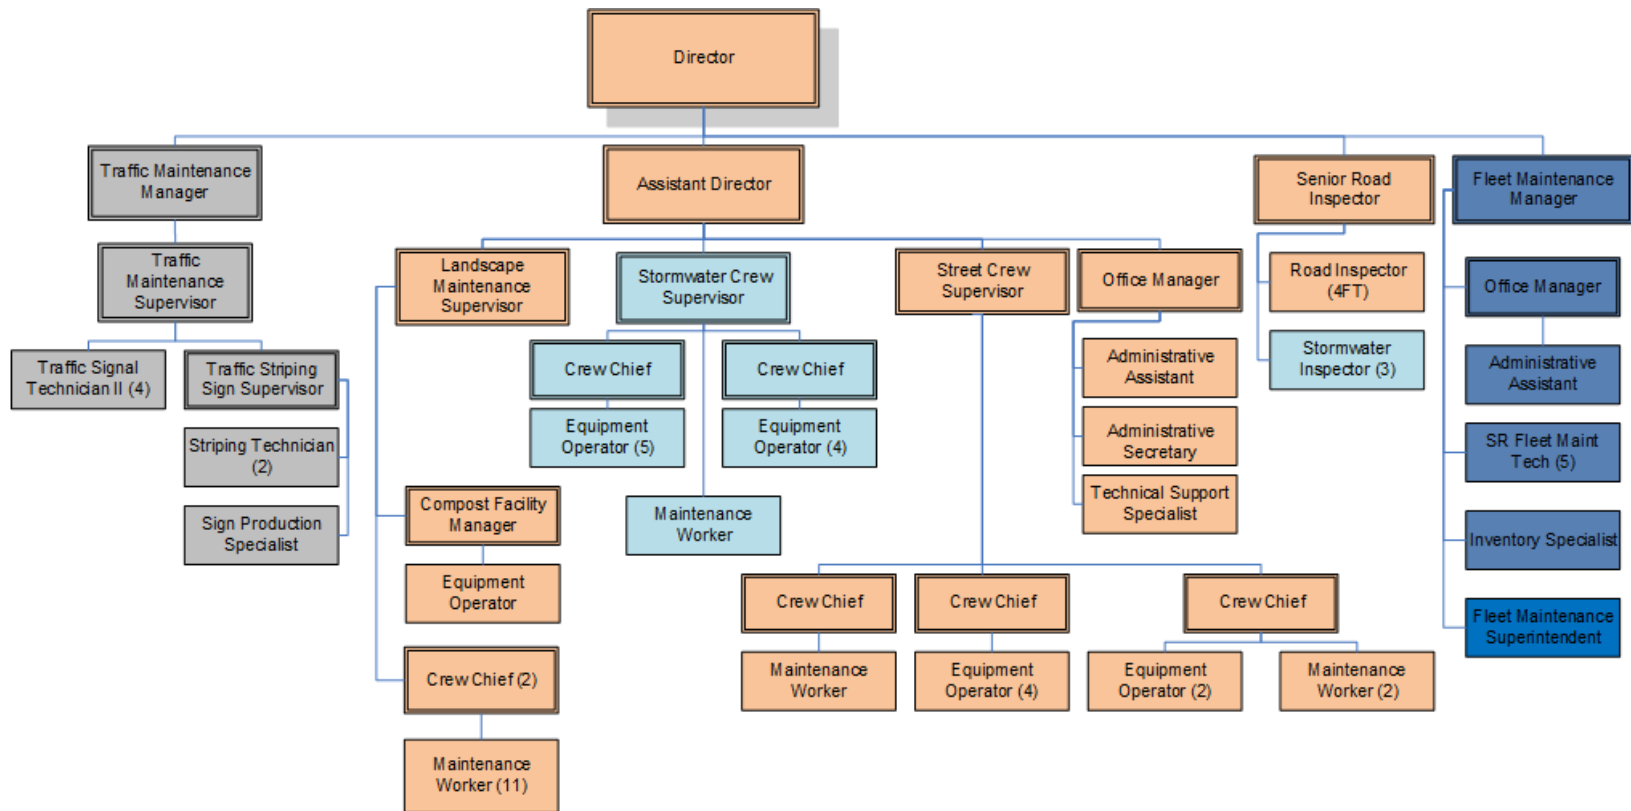 Director
Traffic Maintenance
Manager
Assistant Director
Senior Road
Inspector
Fleet Maintenance
Manager
Traffic
Maintenance
Supervisor
Landscape
Maintenance
Supervisor
Stormwater Crew
Supervisor
Street Crew
Supervisor
Office Manager
Road Inspector
(4FT)
Office Manager
Traffic Signal
Technician II (4)
Traffic Striping
Sign Supervisor
Crew Chief
Crew Chief
Administrative
Assistant
Stormwater
Inspector (3)
Administrative
Assistant
Striping Technician
(2)
Equipment
Operator (5)
Equipment
Operator (4)
Administrative
Secretary
SR Fleet Maint
Tech (5)
Sign Production
Specialist
Compost Facility
Manager
Maintenance
Worker
Technical Support
Specialist
Inventory Specialist
Equipment
Operator
Crew Chief
Crew Chief
Crew Chief
Fleet Maintenance
Superintendent
Crew Chief (2)
Maintenance
Worker
Equipment
Operator (4)
Equipment
Operator (2)
Maintenance
Worker (2)
Maintenance
Worker (11)